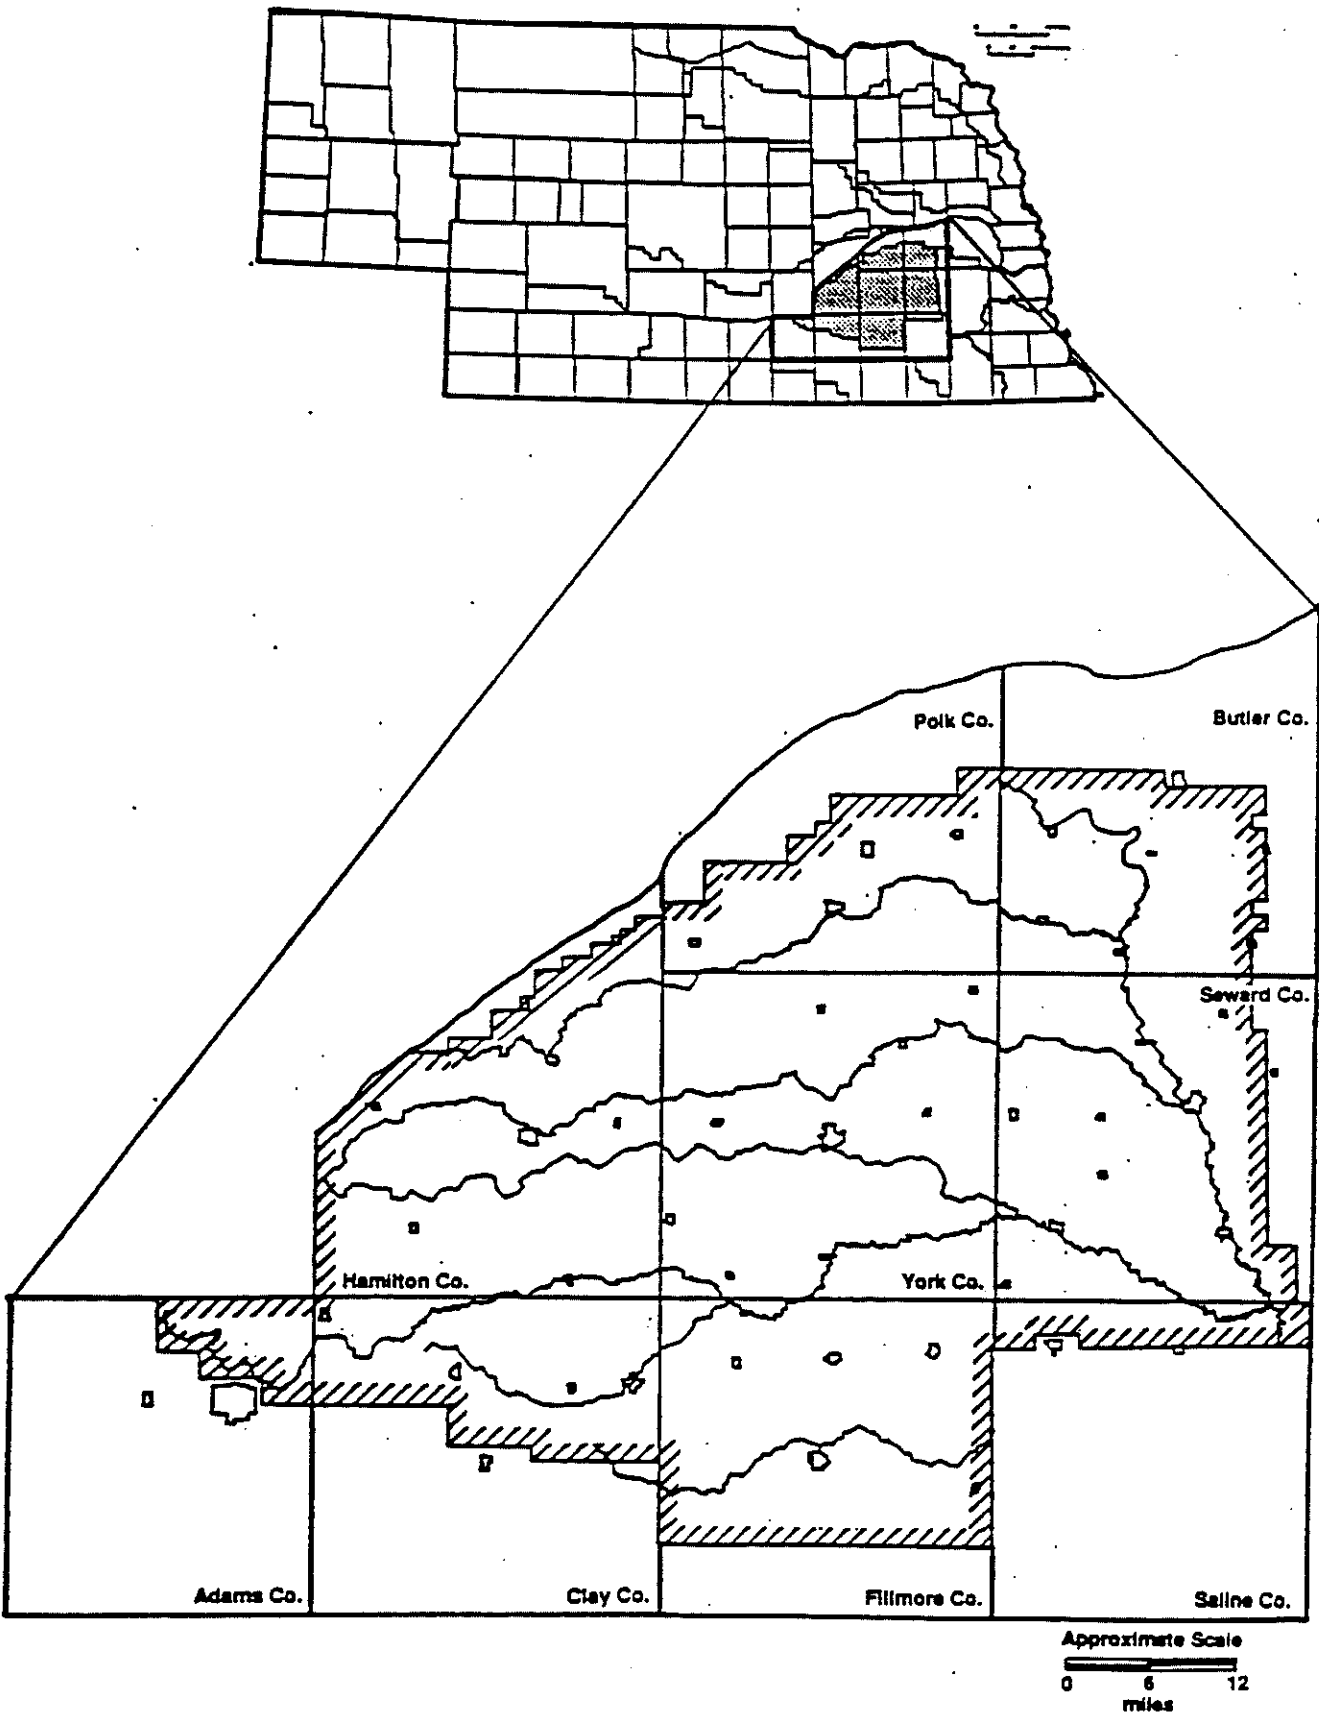 Polk Co.
Butler Co.
Seward Co.
Hamilton Co.
York Co.
Adams Co.
Clay Co.
Fillmore Co.
Saline Co.
Approximate Scale
0 6 12
miles